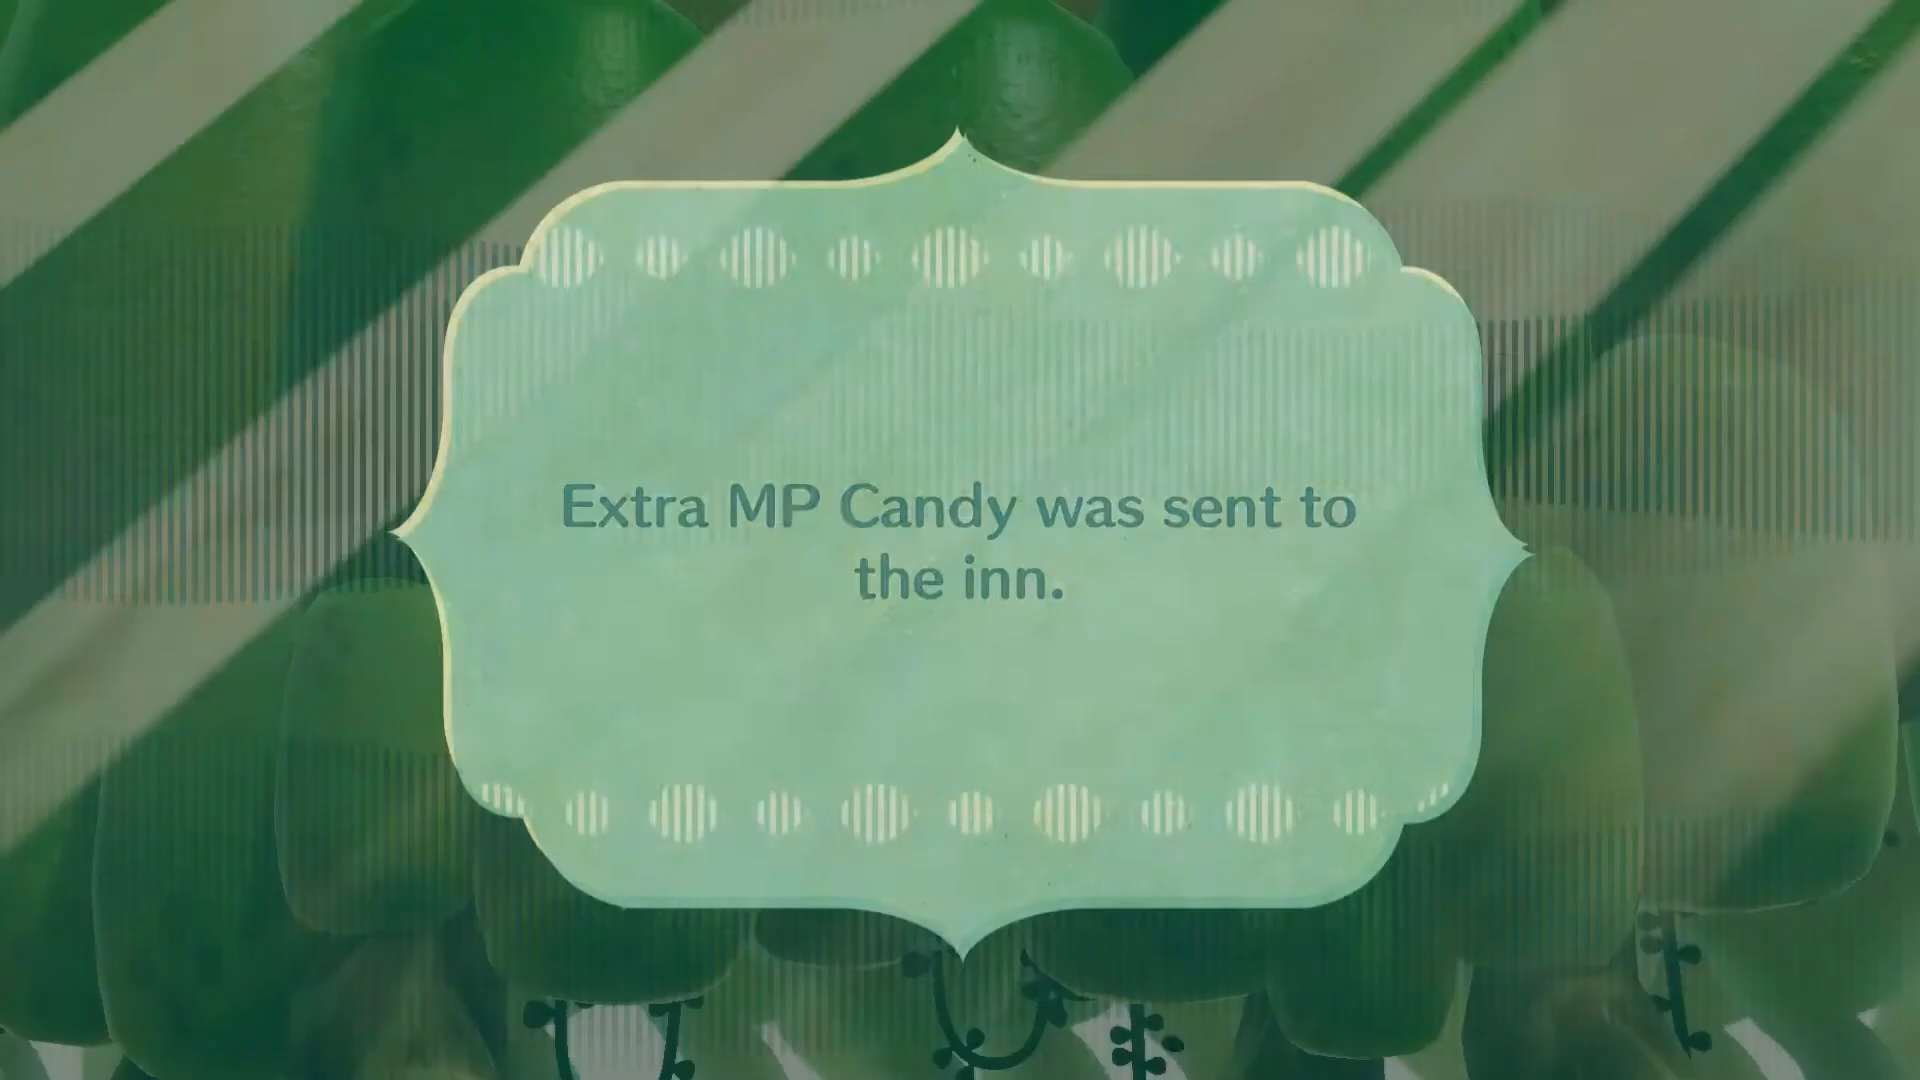 Extra MP Candy was sent to
the inn.